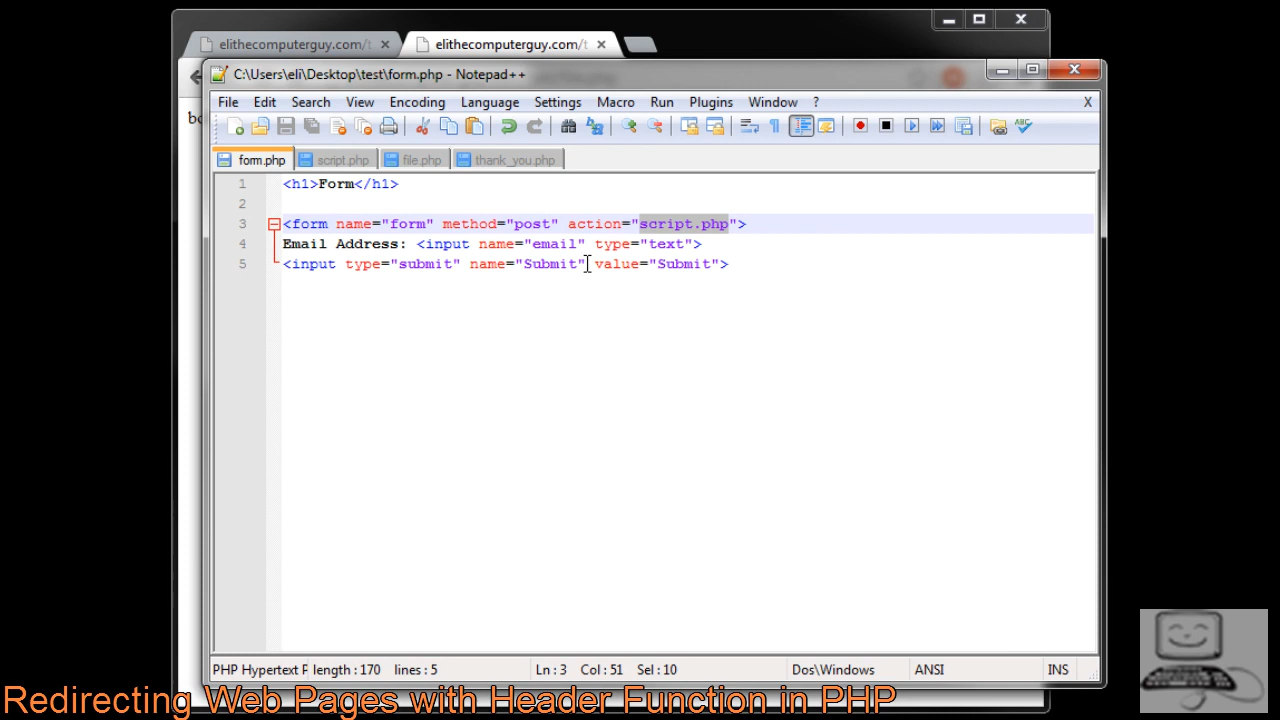 elithecomputerguy.com/t
elithecomputerguy.com/t
C:\Users\eli\Desktop\test\form.php - Notepad++
File Edit Search View Encoding Language Settings Macro Run Plugins Window ? X
form.php script.php file.php thank_you.php
1 <h1>Form</h1>
2
3 <form name="form" method="post" action="script.php">
4 Email Address: <input name="email" type="text">
5 <input type="submit" name="Submit" value="Submit">
PHP Hypertext P length : 170 lines : 5 Ln : 3 Col : 51 Sel : 10 Dos\Windows ANSI INS
Redirecting Web Pages with Header Function in PHP